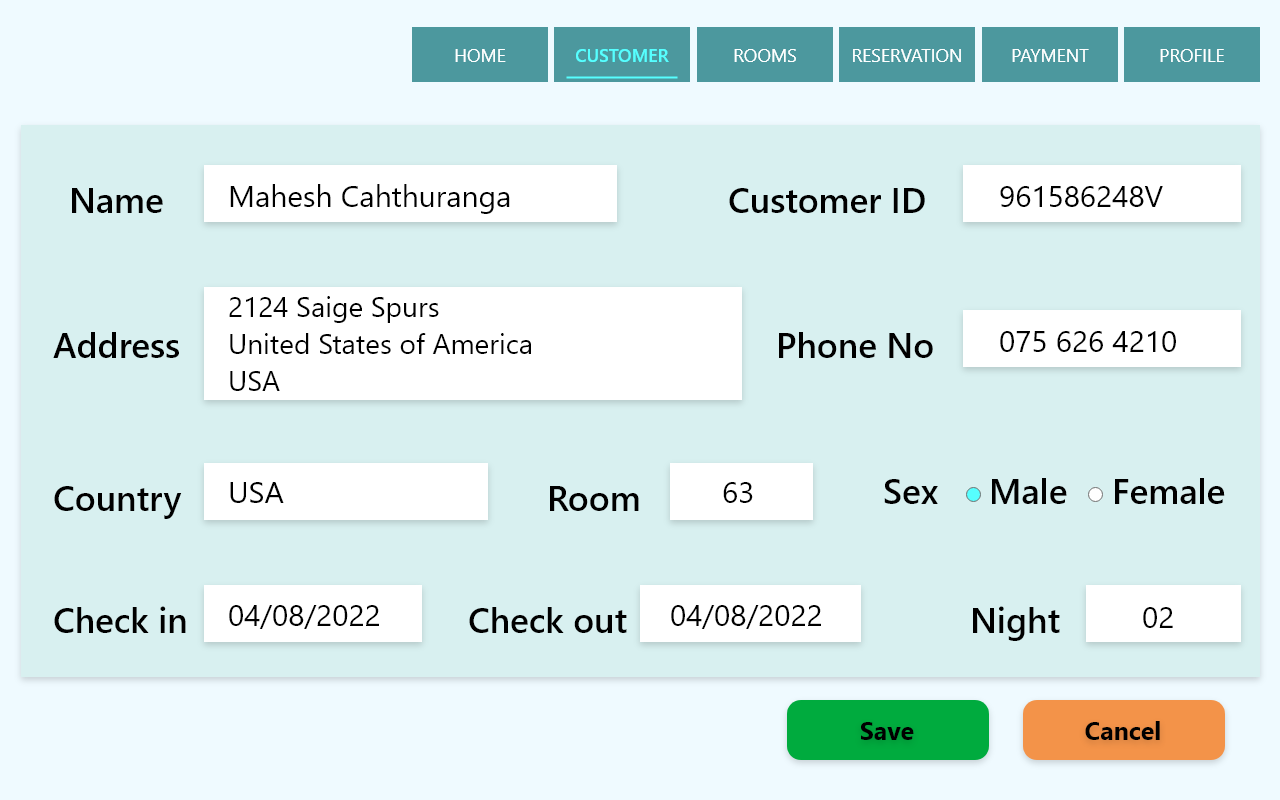 HOME CUSTOMER ROOMS RESERVATION PAYMENT PROFILE
Name Mahesh Cahthuranga Customer ID 961586248V
Address 2124 Saige Spurs
United States of America
USA
Phone No 075 626 4210
Country USA Room 63 Sex Male Female
Check in 04/08/2022 Check out 04/08/2022 Night 02
Save Cancel